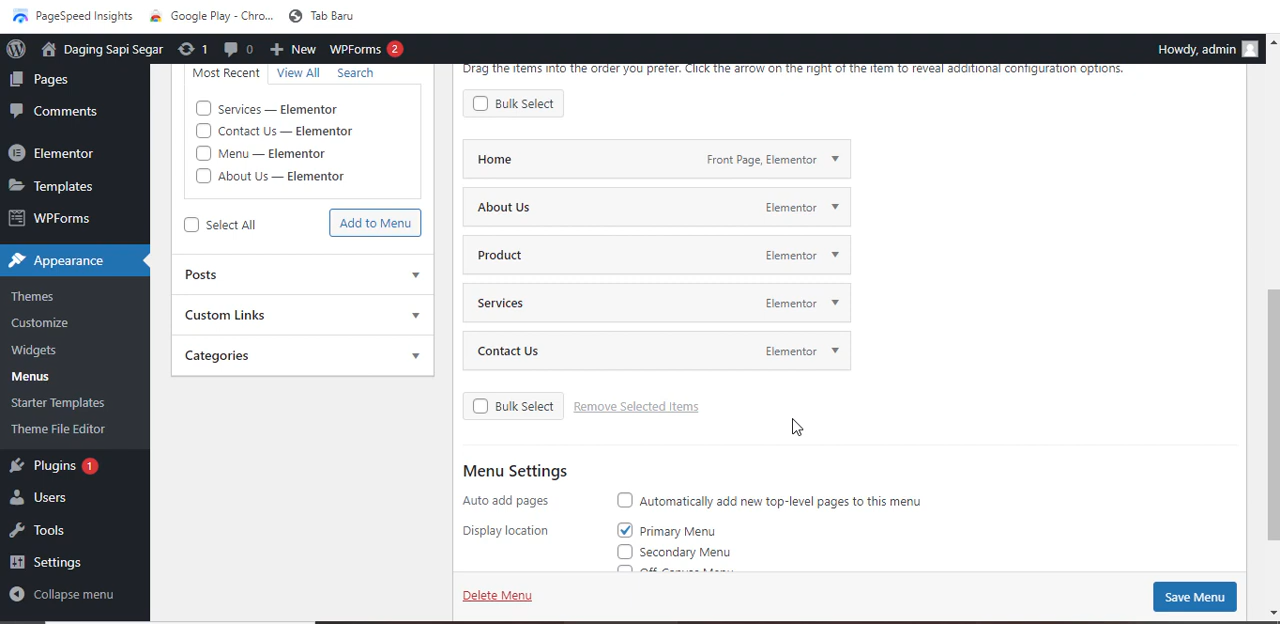 PageSpeed Insights Google Play - Chro... Tab Baru
Daging Sapi Segar 1 0 New WPForms 2 Howdy, admin
Pages
Comments
Elementor
Templates
WPForms
Appearance
Themes
Customize
Widgets
Menus
Starter Templates
Theme File Editor
Plugins 1
Users
Tools
Settings
Collapse menu
Most Recent View All Search
Services — Elementor
Contact Us — Elementor
Menu — Elementor
About Us — Elementor
Select All Add to Menu
Posts
Custom Links
Categories
Drag the items into the order you prefer. Click the arrow on the right of the item to reveal additional configuration options.
Bulk Select
Home Front Page, Elementor
About Us Elementor
Product Elementor
Services Elementor
Contact Us Elementor
Bulk Select Remove Selected Items
Menu Settings
Auto add pages Automatically add new top-level pages to this menu
Display location Primary Menu
Secondary Menu
Off-Canvas Menu
Delete Menu Save Menu